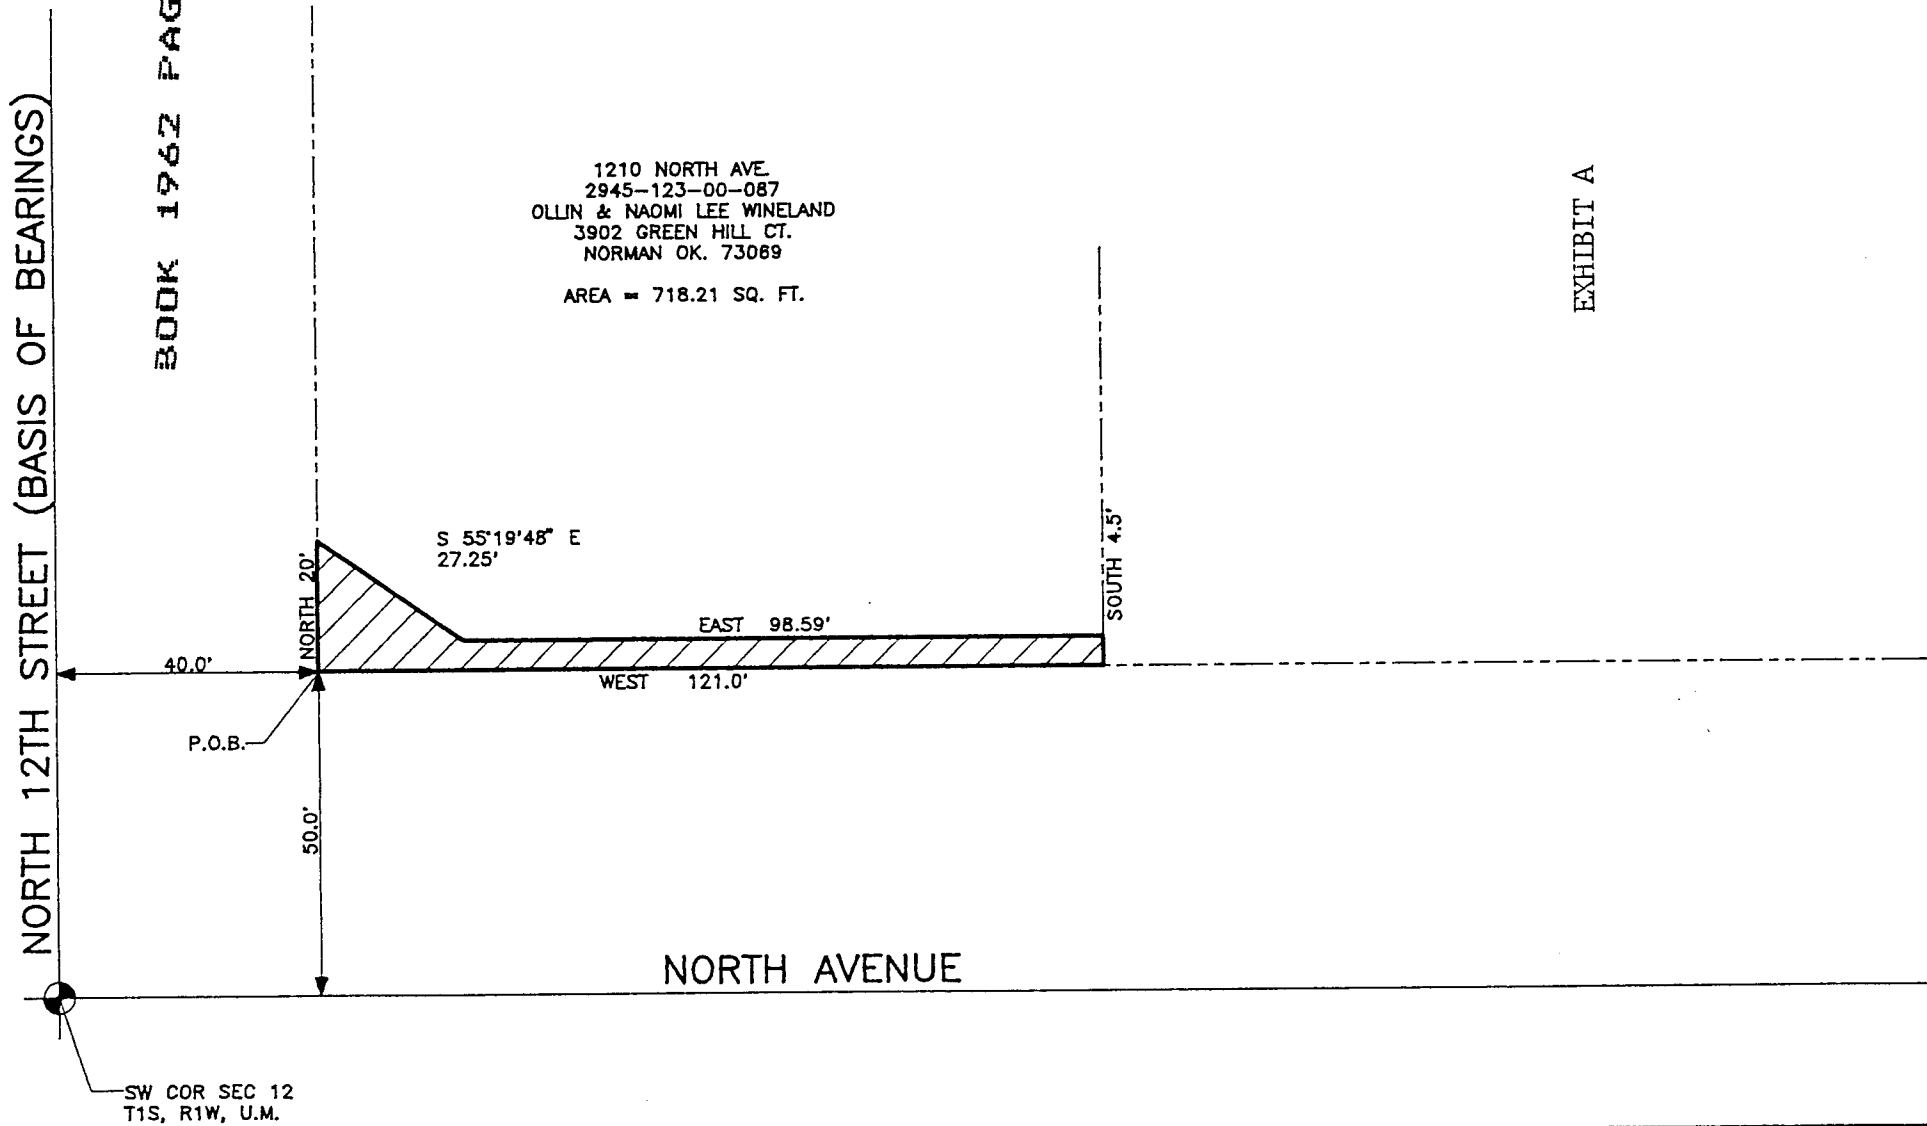 BOOK 1962 PAG
NORTH 12TH STREET (BASIS OF BEARINGS)
1210 NORTH AVE.
2945-123-00-087
OLLIN & NAOMI LEE WINELAND
3902 GREEN HILL CT.
NORMAN OK. 73069
AREA = 718.21 SQ. FT.
EXHIBIT A
S 55°19'48" E
27.25'
NORTH 20'
SOUTH 4.5'
EAST 98.59'
40.0'
WEST 121.0'
P.O.B.
50.0'
NORTH AVENUE
SW COR SEC 12
T1S, R1W, U.M.